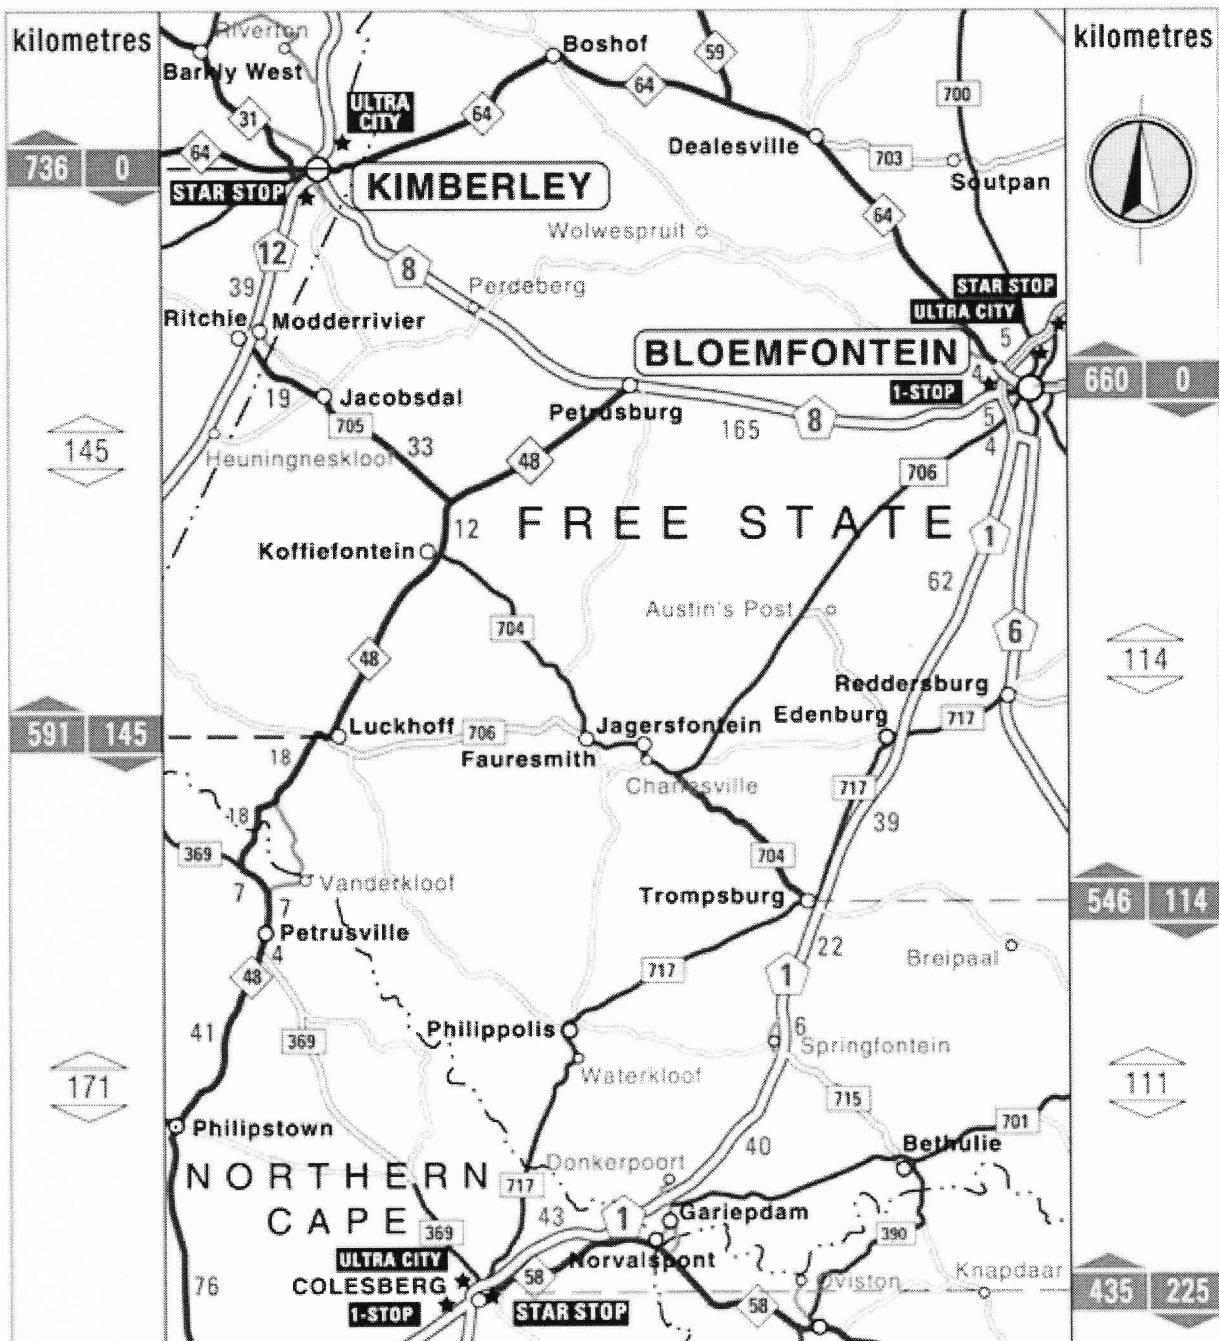 kilometres
kilometres
Riverton
Barkly West
Boshof
59
64
700
ULTRA
CITY
31
64
64
Dealesville
703
Soutpan
736 0
STAR STOP
KIMBERLEY
64
Wolwespruit
12
8
39
Perdeberg
STAR STOP
ULTRA CITY
Ritchie
Modderrivier
5
BLOEMFONTEIN
4
660 0
1-STOP
19
Jacobsdal
Petrusburg
705
165
8
5
4
145
33
Heuningneskloof
48
706
12
FREE STATE
1
Koffiefontein
62
Austin's Post
704
6
48
114
Reddersburg
591 145
Luckhoff
706
Jagersfontein
Edenburg
717
18
Fauresmith
Charlesville
717
18
39
369
704
7
Vanderkloof
7
Trompsburg
546 114
Petrusville
4
22
48
717
1
Breipaal
41
369
Philippolis
6
Springfontein
171
Waterkloof
111
715
Philipstown
701
40
Bethulie
NORTHERN
Donkerpoort
717
CAPE
43
1
Gariepdam
369
390
ULTRA CITY
Norvalspont
COLESBERG
58
Oviston
Knapdaar
76
435 225
1-STOP
STAR STOP
58